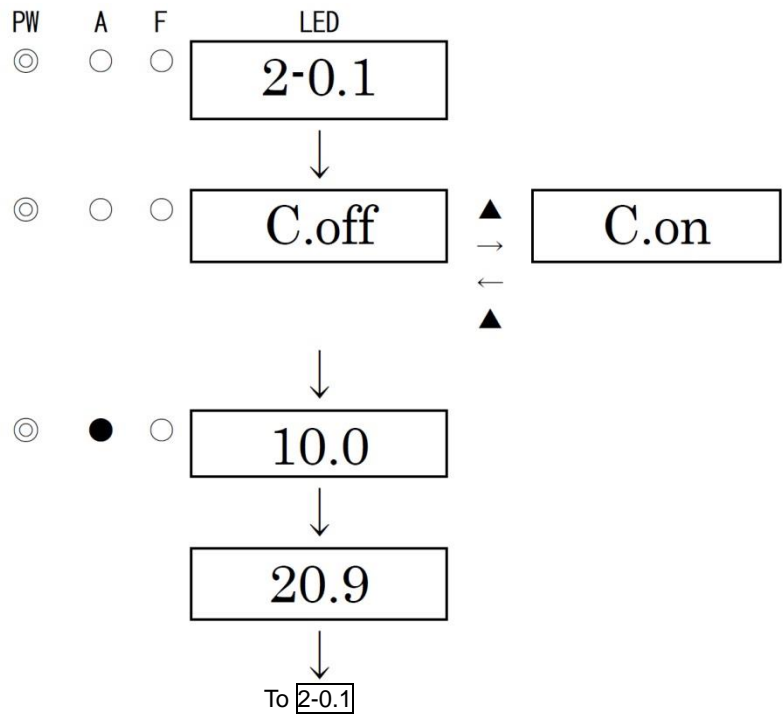 PW A F LED
◎ ○ ○ 2-0.1
↓
◎ ○ ○ C.off ▲ C.on
→
←
▲
↓
◎ ● ○ 10.0
↓
20.9
↓
To 2-0.1